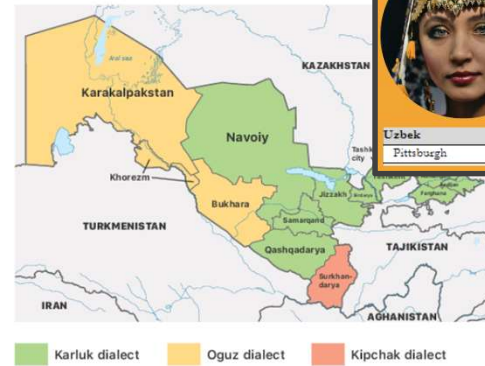 Aral sea
KAZAKHSTAN
Karakalpakstan
Navoiy
Uzbek
Pittsburgh
city
Khorezm
Jizzakh
Bukhara
Samarqand
TURKMENISTAN
Qashqadarya
TAJIKISTAN
Surkhan-
darya
IRAN
AGHANISTAN
Karluk dialect
Oguz dialect
Kipchak dialect